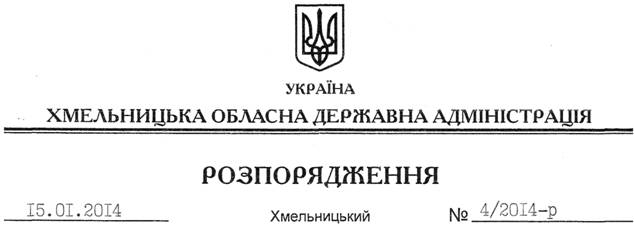 УКРАЇНА
ХМЕЛЬНИЦЬКА ОБЛАСНА ДЕРЖАВНА АДМІНІСТРАЦІЯ
РОЗПОРЯДЖЕННЯ
15.01.2014 Хмельницький № 4/2014-р